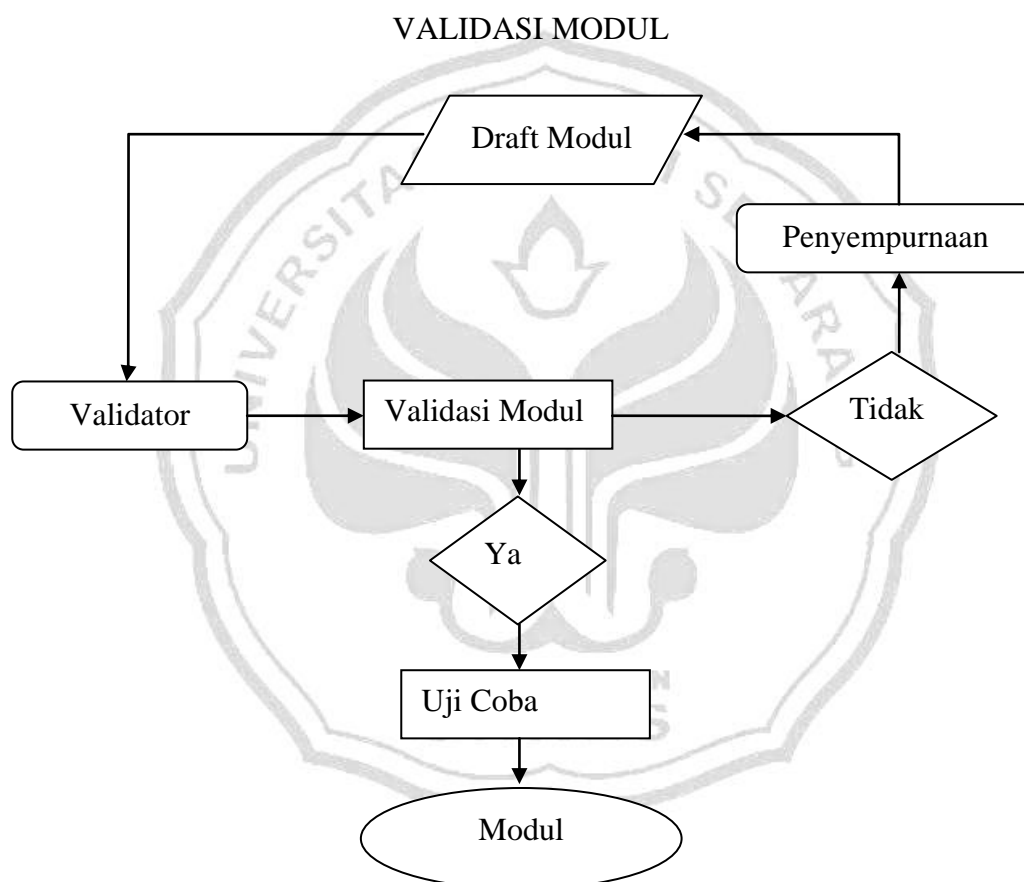 VALIDASI MODUL
Draft Modul
Penyempurnaan
Validator
Validasi Modul
Tidak
Ya
Uji Coba
Modul